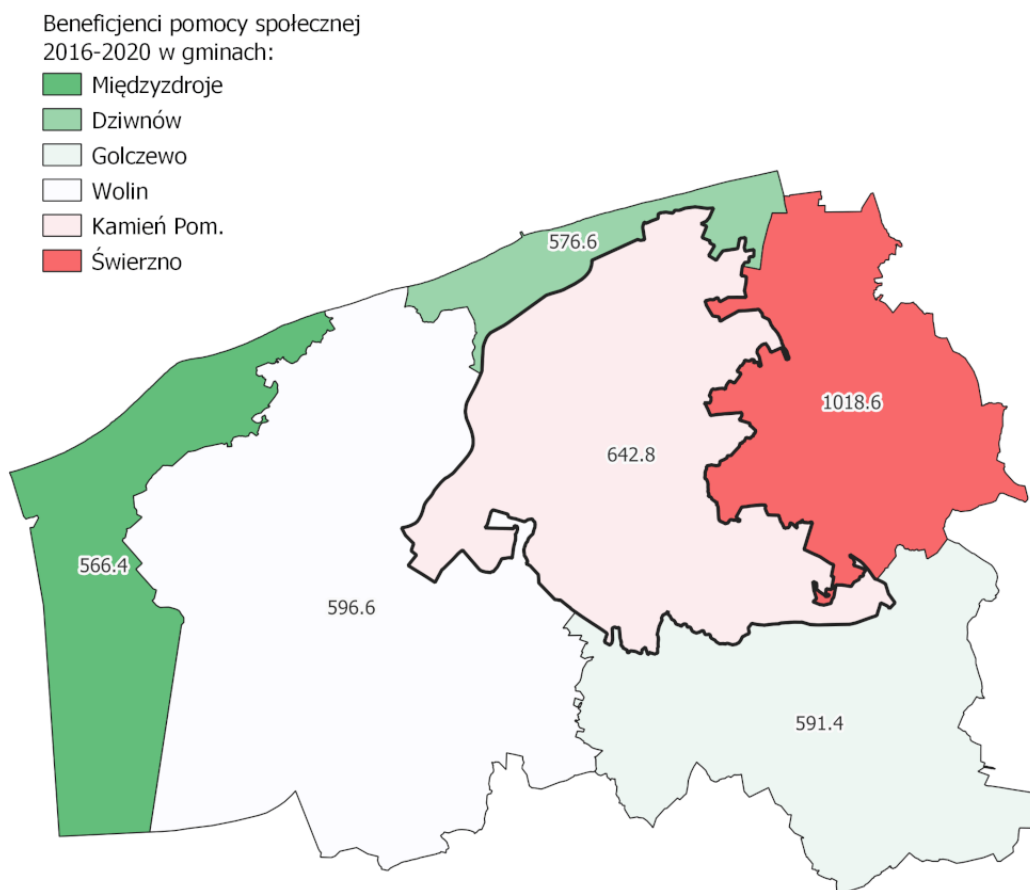 Beneficjenci pomocy społecznej
2016-2020 w gminach:
Międzyzdroje
Dziwnów
Golczewo
Wolin
Kamień Pom.
Świerzno
576.6
1018.6
642.8
566.4
596.6
591.4